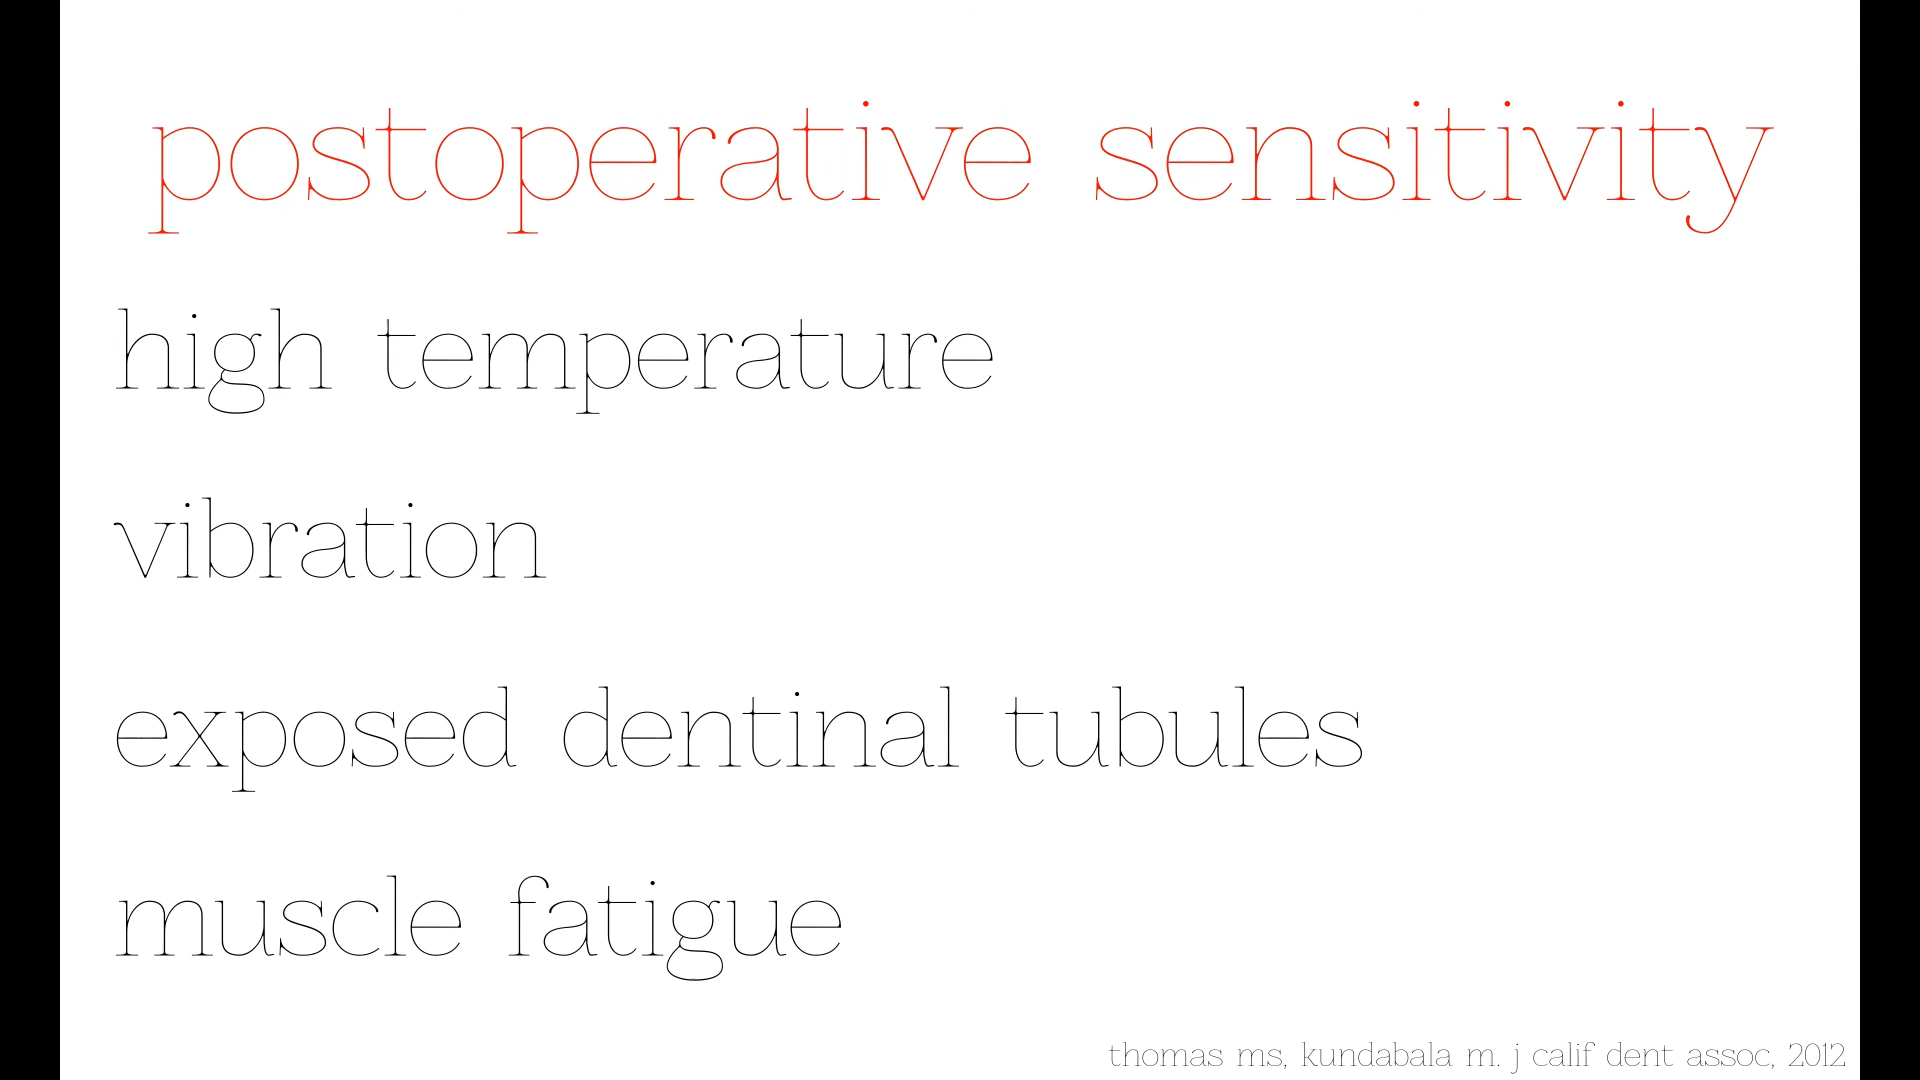 postoperative sensitivity
high temperature
vibration
exposed dentinal tubules
muscle fatigue
thomas ms, kundabala m. j calif dent assoc, 2012